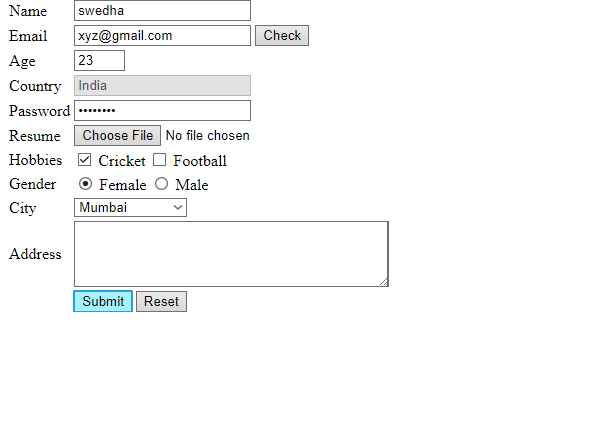 Name swedha
Email xyz@gmail.com Check
Age 23
Country India
Password ••••••••
Resume Choose File No file chosen
Hobbies Cricket Football
Gender Female Male
City Mumbai
Address
Submit Reset